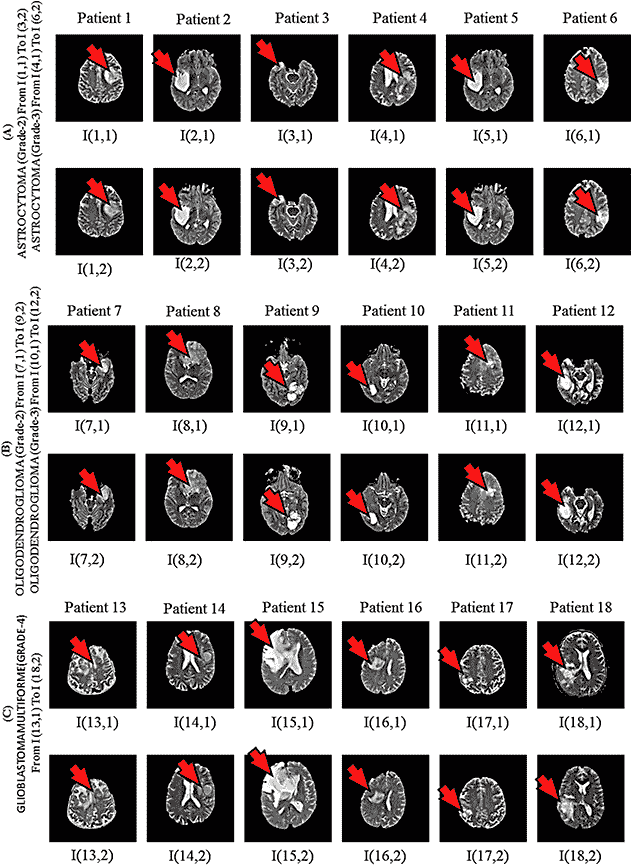 Patient 1 Patient 2 Patient 3 Patient 4 Patient 5 Patient 6
I(1,1) I(2,1) I(3,1) I(4,1) I(5,1) I(6,1)
(A)
ASTROCYTOMA (Grade-2) From I (1,1) To I (3,2)
ASTROCYTOMA (Grade-3) From I (4,1) To I (6,2)
I(1,2) I(2,2) I(3,2) I(4,2) I(5,2) I(6,2)
Patient 7 Patient 8 Patient 9 Patient 10 Patient 11 Patient 12
I(7,1) I(8,1) I(9,1) I(10,1) I(11,1) I(12,1)
(B)
OLIGODENDROGLIOMA (Grade-2) From I (7,1) To I (9,2)
OLIGODENDROGLIOMA (Grade-3) From I (10,1) To I (12,2)
I(7,2) I(8,2) I(9,2) I(10,2) I(11,2) I(12,2)
Patient 13 Patient 14 Patient 15 Patient 16 Patient 17 Patient 18
I(13,1) I(14,1) I(15,1) I(16,1) I(17,1) I(18,1)
(C)
GLIOBLASTOMAMULTIFORME(GRADE-4)
From I (13,1) To I (18,2)
I(13,2) I(14,2) I(15,2) I(16,2) I(17,2) I(18,2)